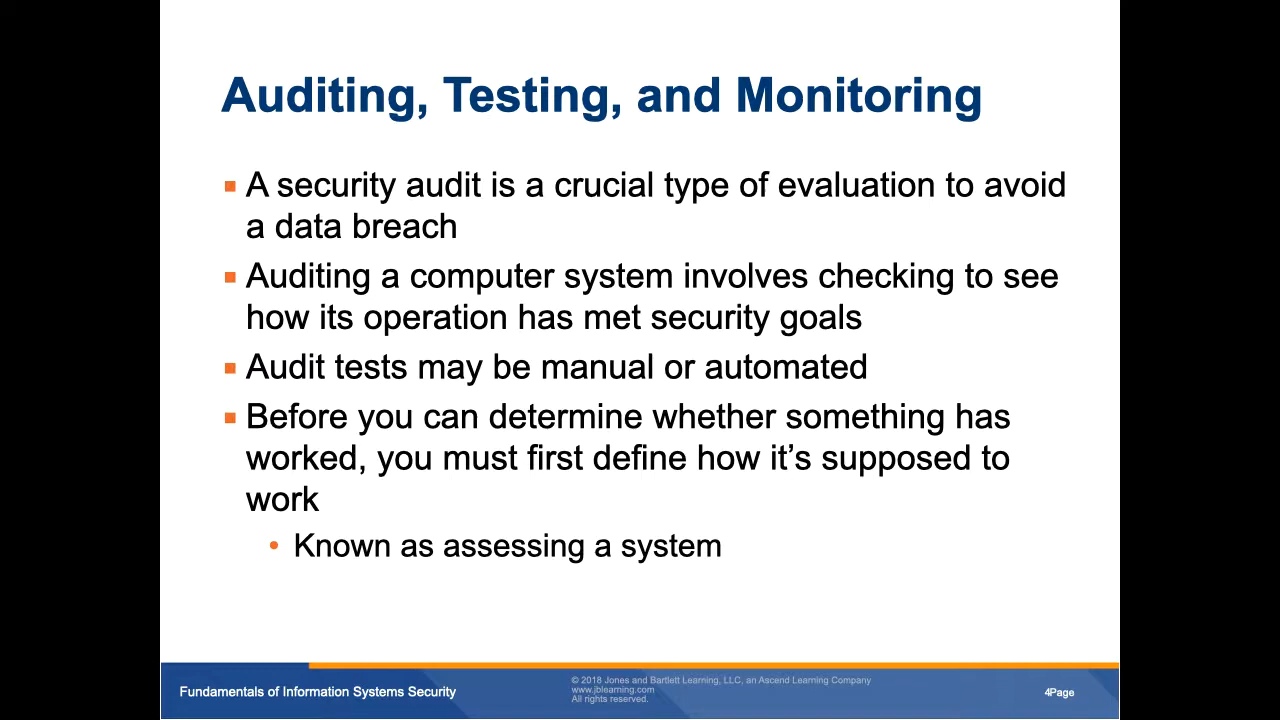 Auditing, Testing, and Monitoring
A security audit is a crucial type of evaluation to avoid
a data breach
Auditing a computer system involves checking to see
how its operation has met security goals
Audit tests may be manual or automated
Before you can determine whether something has
worked, you must first define how it’s supposed to
work
Known as assessing a system
Fundamentals of Information Systems Security
© 2018 Jones and Bartlett Learning, LLC, an Ascend Learning Company
www.jblearning.com
All rights reserved.
4Page